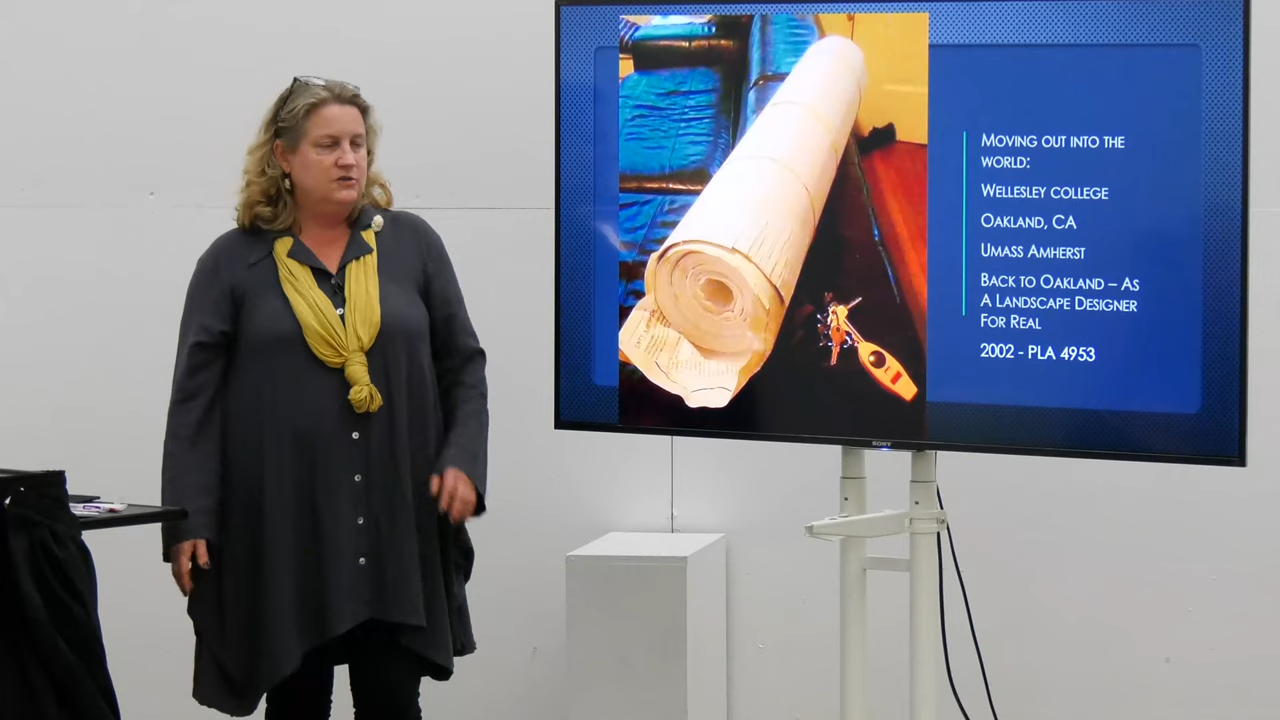 MOVING OUT INTO THE
WORLD:
WELLESLEY COLLEGE
OAKLAND, CA
UMASS AMHERST
BACK TO OAKLAND – AS
A LANDSCAPE DESIGNER
FOR REAL
2002 - PLA 4953
SONY